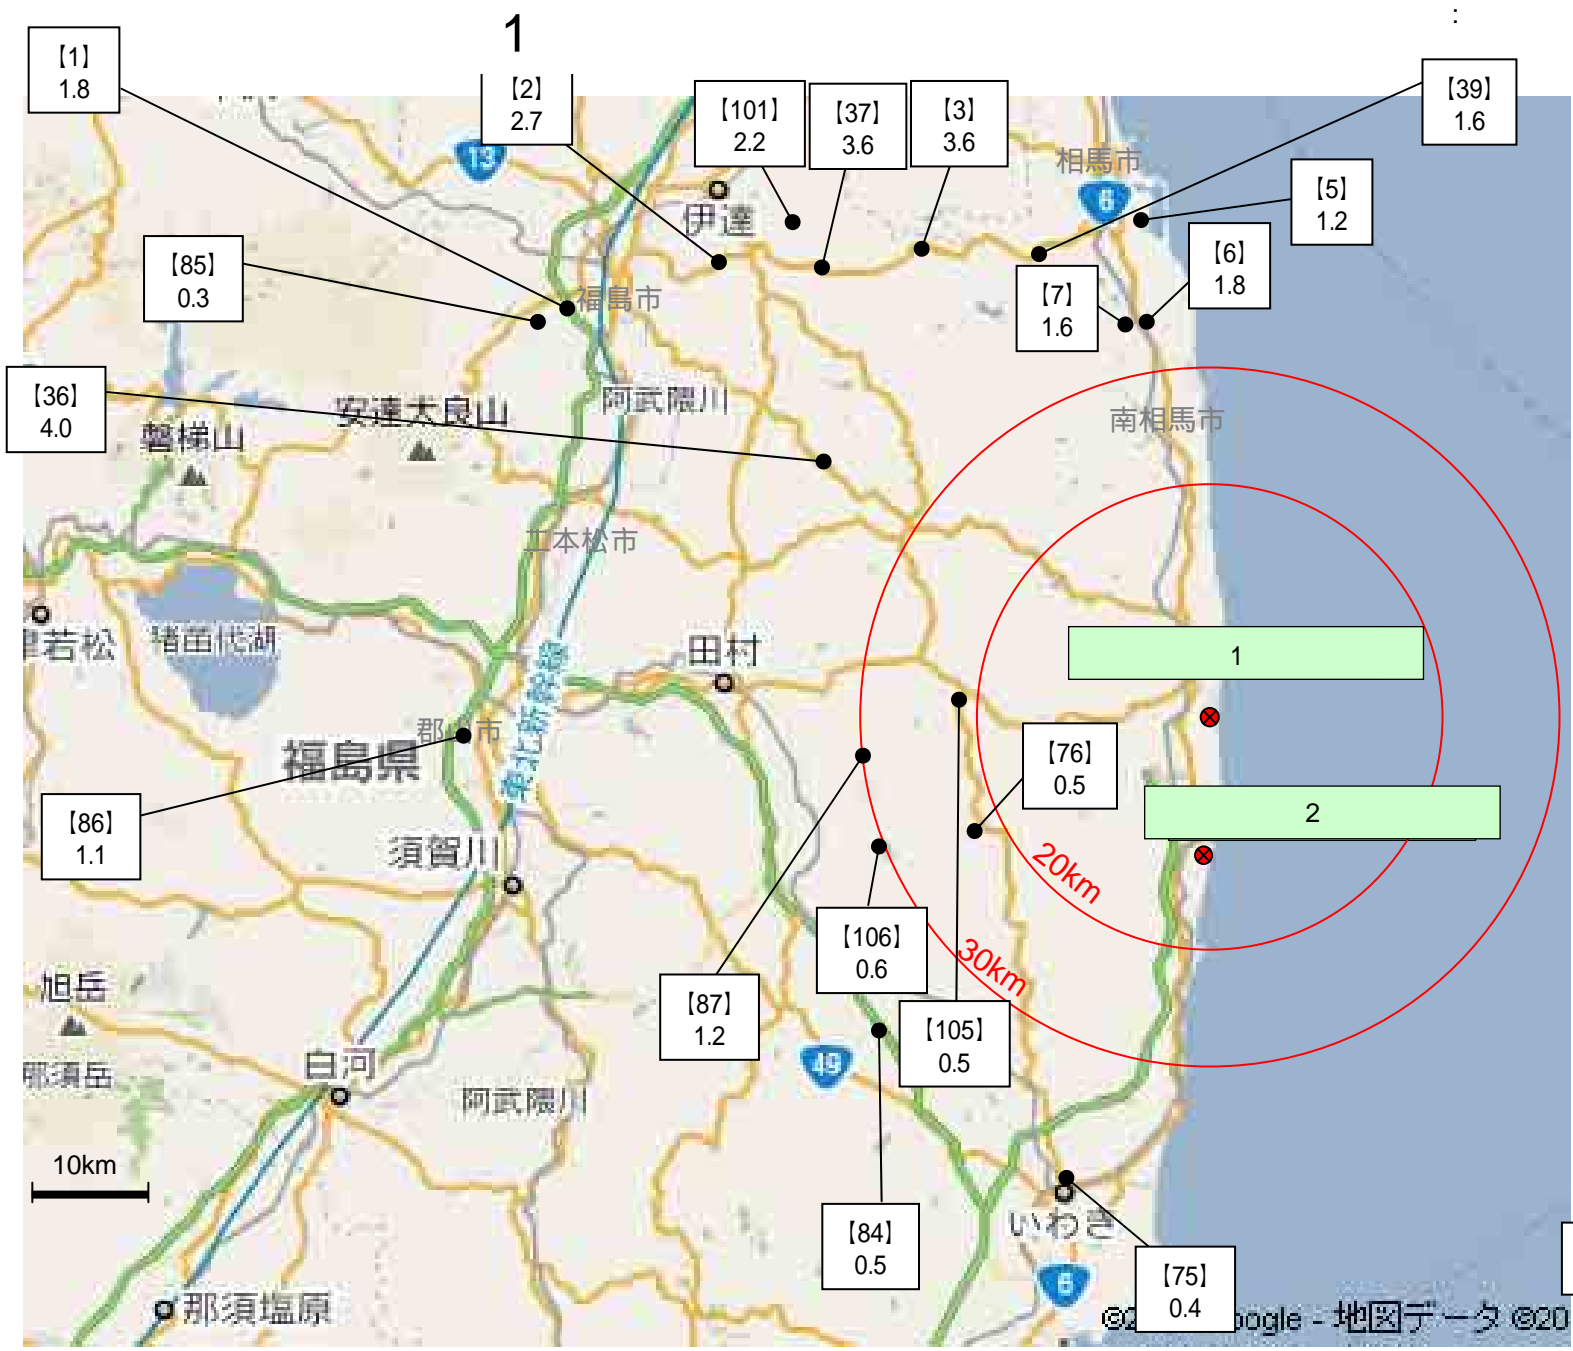 1
:
【1】
1.8
【2】
2.7
【101】
2.2
【37】
3.6
【3】
3.6
【39】
1.6
13
相馬市
6
【5】
1.2
伊達
【85】
0.3
福島市
【6】
1.8
【7】
1.6
【36】
4.0
安達太良山
阿武隈川
磐梯山
南相馬市
二本松市
若松
猪苗代湖
田村
1
東北新幹線
郡山市
福島県
【76】
0.5
2
【86】
1.1
須賀川
20km
【106】
0.6
30km
旭岳
【87】
1.2
【105】
0.5
那須岳
白河
49
阿武隈川
10km
いわき
【84】
0.5
【75】
0.4
6
那須塩原
©2 oogle - 地図データ ©20